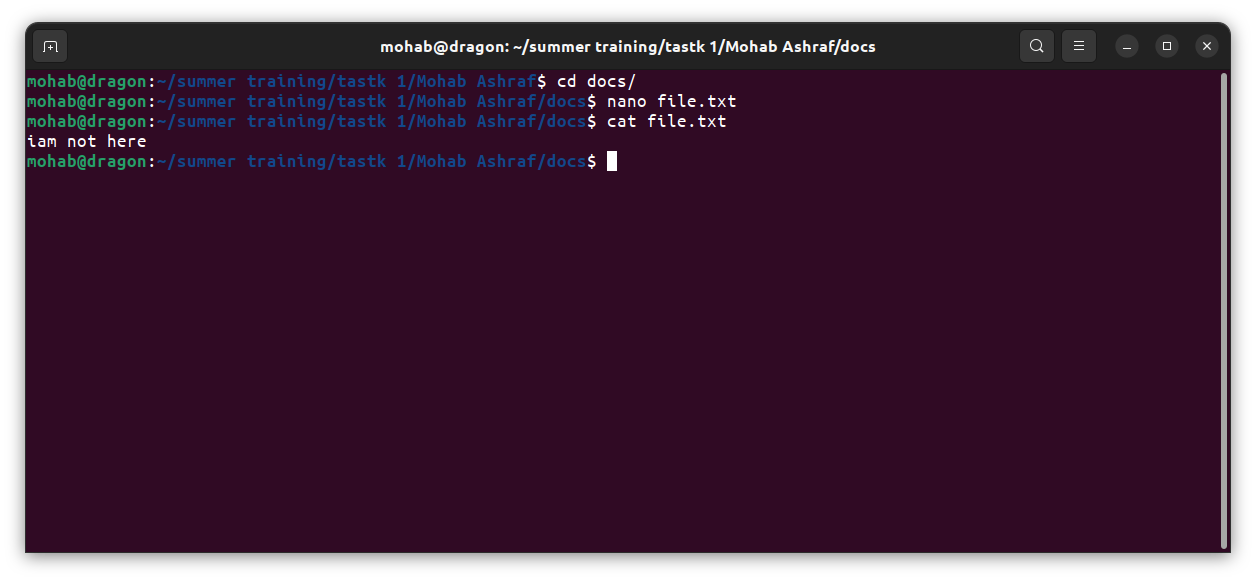 mohab@dragon: ~/summer training/tastk 1/Mohab Ashraf/docs
mohab@dragon:~/summer training/tastk 1/Mohab Ashraf$ cd docs/
mohab@dragon:~/summer training/tastk 1/Mohab Ashraf/docs$ nano file.txt
mohab@dragon:~/summer training/tastk 1/Mohab Ashraf/docs$ cat file.txt
iam not here
mohab@dragon:~/summer training/tastk 1/Mohab Ashraf/docs$